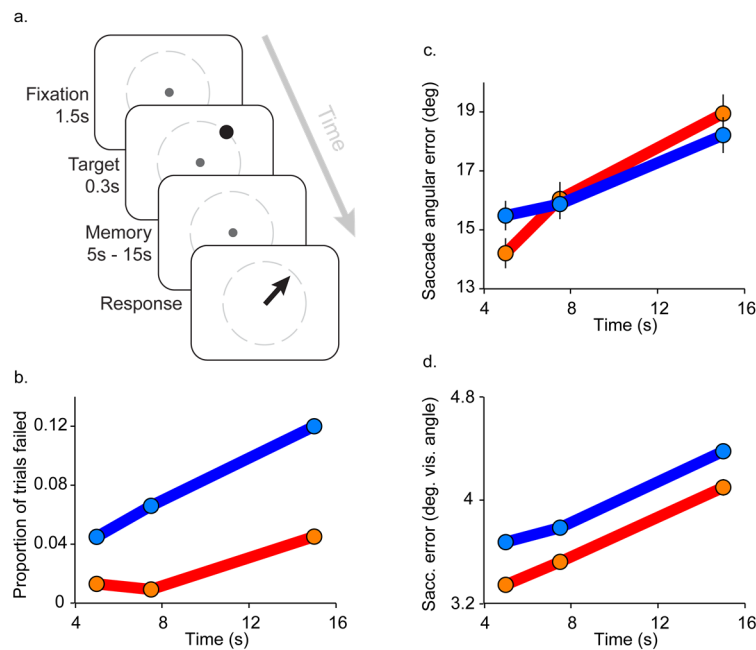 a.
Fixation
1.5s
Target
0.3s
Memory
5s - 15s
Response
Time
b.
Proportion of trials failed
0.12
0.08
0.04
0
4
8
12
16
Time (s)
c.
Saccade angular error (deg)
19
17
15
13
4
8
12
16
Time (s)
d.
Sacc. error (deg. vis. angle)
4.8
4
3.2
4
8
12
16
Time (s)